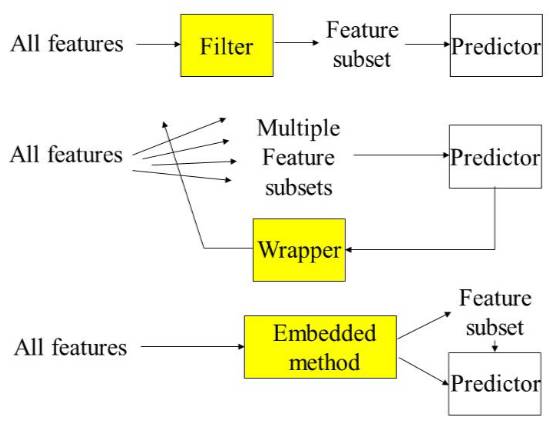 All features
Filter
Feature
subset
Predictor
All features
Multiple
Feature
subsets
Predictor
Wrapper
All features
Embedded
method
Feature
subset
Predictor